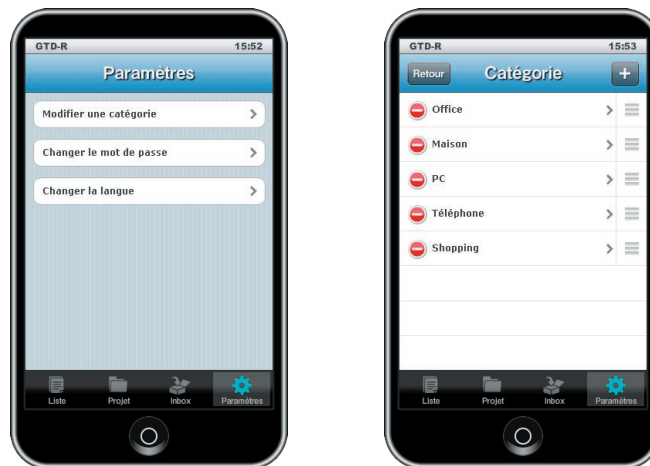 GTD-R 15:52
Paramètres
Modifier une catégorie
Changer le mot de passe
Changer la langue
Liste Projet Inbox Paramètres
GTD-R 15:53
Retour Catégorie +
Office
Maison
PC
Téléphone
Shopping
Liste Projet Inbox Paramètres